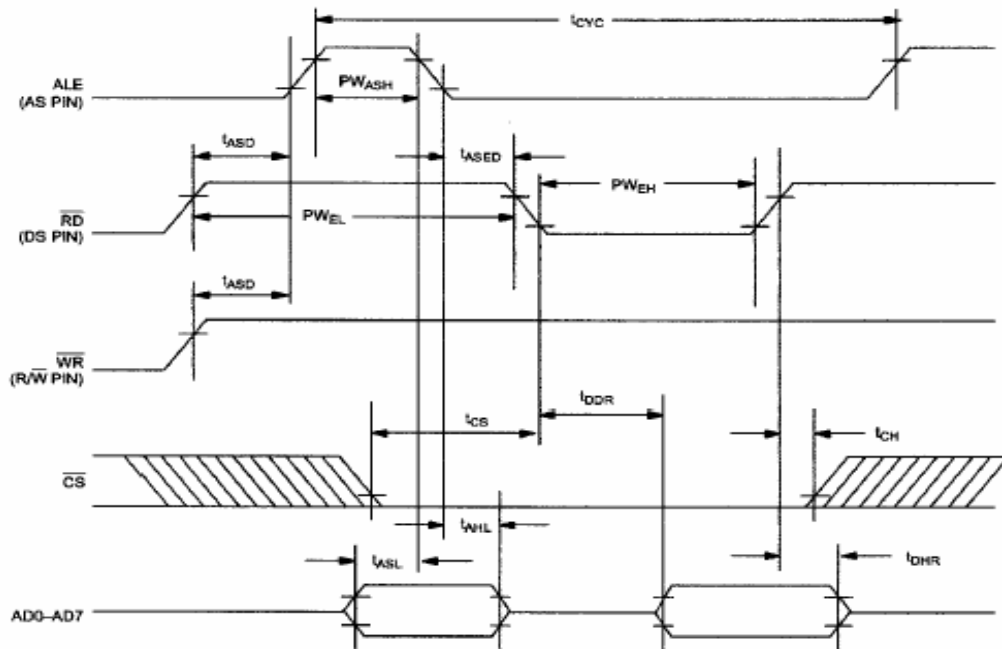 tCYC
ALE
(AS PIN)
PWASH
tASD
tASED
RD
(DS PIN)
PWEL
PWEH
tASD
WR
(R/W PIN)
tDDR
tCS
tCH
CS
tAHL
tASL
tDHR
AD0–AD7